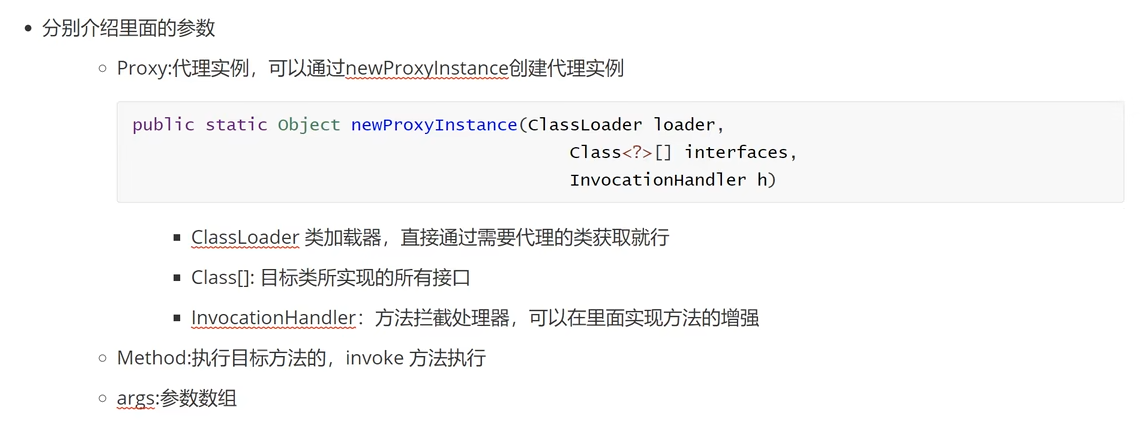 分别介绍里面的参数
Proxy:代理实例，可以通过newProxyInstance创建代理实例
public static Object newProxyInstance(ClassLoader loader,
Class<?>[] interfaces,
InvocationHandler h)
ClassLoader 类加载器，直接通过需要代理的类获取就行
Class[]: 目标类所实现的所有接口
InvocationHandler：方法拦截处理器，可以在里面实现方法的增强
Method:执行目标方法的，invoke 方法执行
args:参数数组